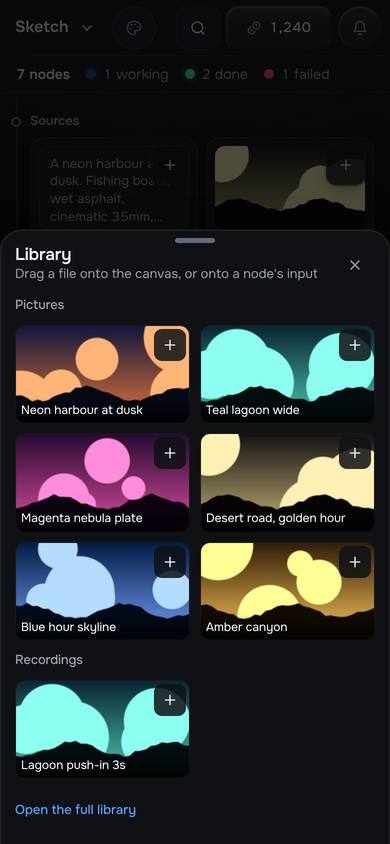 Sketch
1,240
7 nodes
1 working
2 done
1 failed
Sources
A neon harbour a
dusk. Fishing boats,
wet asphalt,
cinematic 35mm,...
Library
Drag a file onto the canvas, or onto a node's input
Pictures
Neon harbour at dusk
Teal lagoon wide
Magenta nebula plate
Desert road, golden hour
Blue hour skyline
Amber canyon
Recordings
Lagoon push-in 3s
Open the full library